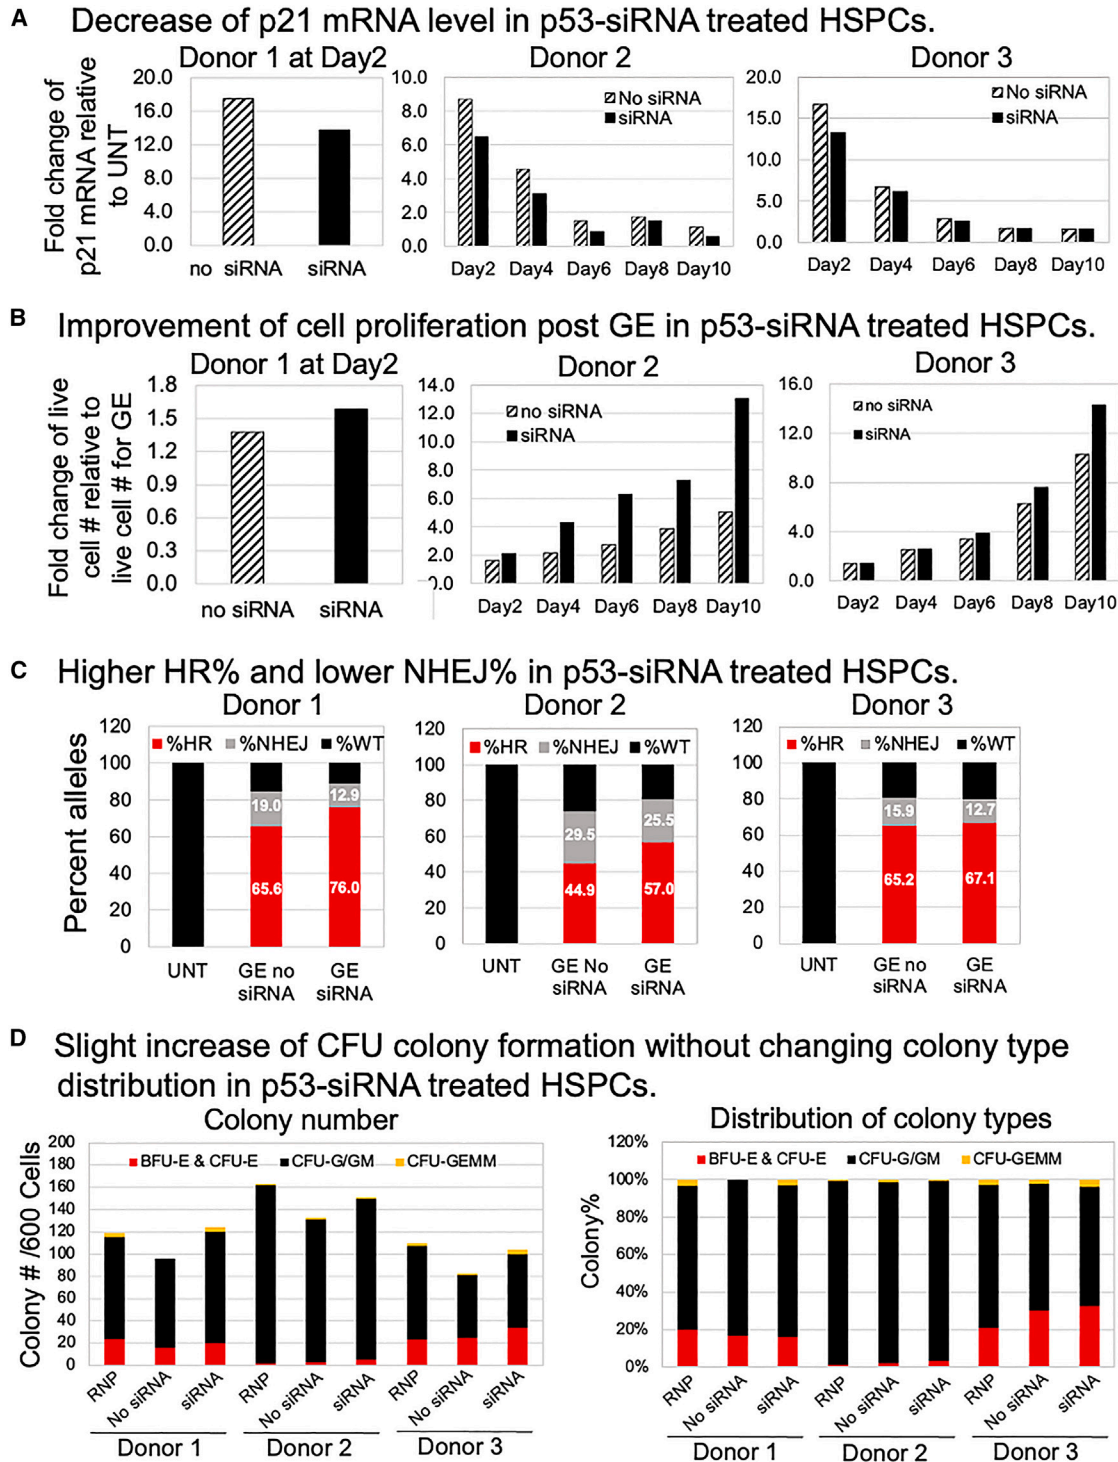 A Decrease of p21 mRNA level in p53-siRNA treated HSPCs.
Donor 1 at Day2
Fold change of
p21 mRNA relative
to UNT
20.0
16.0
12.0
8.0
4.0
0.0
no siRNA siRNA
Donor 2
10.0
8.0
6.0
4.0
2.0
0.0
No siRNA
siRNA
Day2 Day4 Day6 Day8 Day10
Donor 3
20.0
15.0
10.0
5.0
0.0
No siRNA
siRNA
Day2 Day4 Day6 Day8 Day10
B Improvement of cell proliferation post GE in p53-siRNA treated HSPCs.
Donor 1 at Day2
Fold change of live
cell # relative to
live cell # for GE
1.8
1.5
1.2
0.9
0.6
0.3
0.0
no siRNA siRNA
Donor 2
14.0
12.0
10.0
8.0
6.0
4.0
2.0
0.0
no siRNA
siRNA
Day2 Day4 Day6 Day8 Day10
Donor 3
16.0
12.0
8.0
4.0
0.0
no siRNA
siRNA
Day2 Day4 Day6 Day8 Day10
C Higher HR% and lower NHEJ% in p53-siRNA treated HSPCs.
Donor 1
Percent alleles
120
100
80
60
40
20
0
%HR %NHEJ %WT
19.0 12.9
65.6 76.0
UNT GE no siRNA GE siRNA
Donor 2
120
100
80
60
40
20
0
%HR %NHEJ %WT
29.5 25.5
44.9 57.0
UNT GE No siRNA GE siRNA
Donor 3
120
100
80
60
40
20
0
%HR %NHEJ %WT
15.9 12.7
65.2 67.1
UNT GE no siRNA GE siRNA
D Slight increase of CFU colony formation without changing colony type
distribution in p53-siRNA treated HSPCs.
Colony number
Colony # /600 Cells
200
180
160
140
120
100
80
60
40
20
0
BFU-E & CFU-E CFU-G/GM CFU-GEMM
RNP No siRNA siRNA RNP No siRNA siRNA RNP No siRNA siRNA
Donor 1 Donor 2 Donor 3
Distribution of colony types
Colony%
120%
100%
80%
60%
40%
20%
0%
BFU-E & CFU-E CFU-G/GM CFU-GEMM
RNP No siRNA siRNA RNP No siRNA siRNA RNP No siRNA siRNA
Donor 1 Donor 2 Donor 3